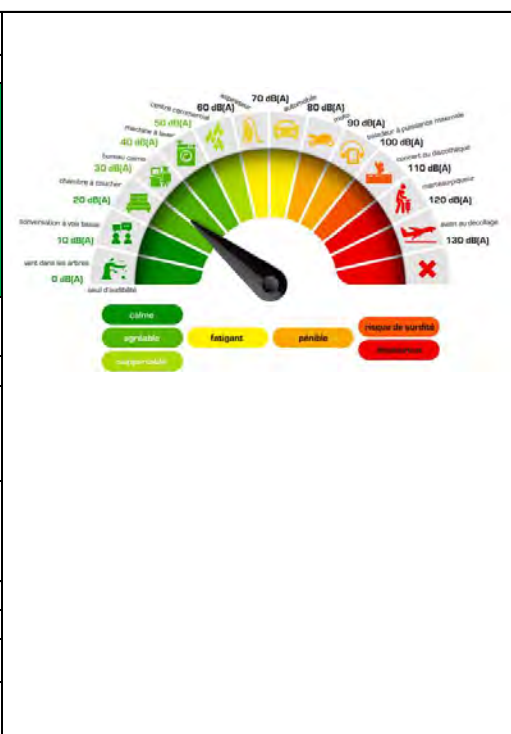 seuil d'audibilité
0 dB(A)
vent dans les arbres
10 dB(A)
conversation à voix basse
20 dB(A)
chambre à coucher
30 dB(A)
bureau calme
40 dB(A)
machine à laver
50 dB(A)
centre commercial
60 dB(A)
aspirateur
70 dB(A)
automobile
80 dB(A)
moto
90 dB(A)
baladeur à puissance maximale
100 dB(A)
concert ou discothèque
110 dB(A)
marteau-piqueur
120 dB(A)
avion au décollage
130 dB(A)
calme
agréable
supportable
fatigant
pénible
risque de surdité